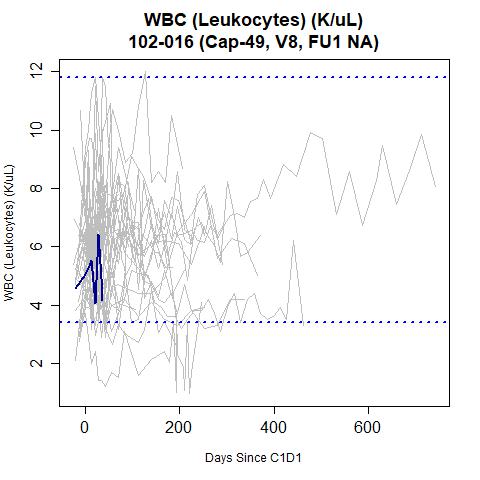 WBC (Leukocytes) (K/uL)
102-016 (Cap-49, V8, FU1 NA)
WBC (Leukocytes) (K/uL)
12
10
8
6
4
2
0 200 400 600
Days Since C1D1